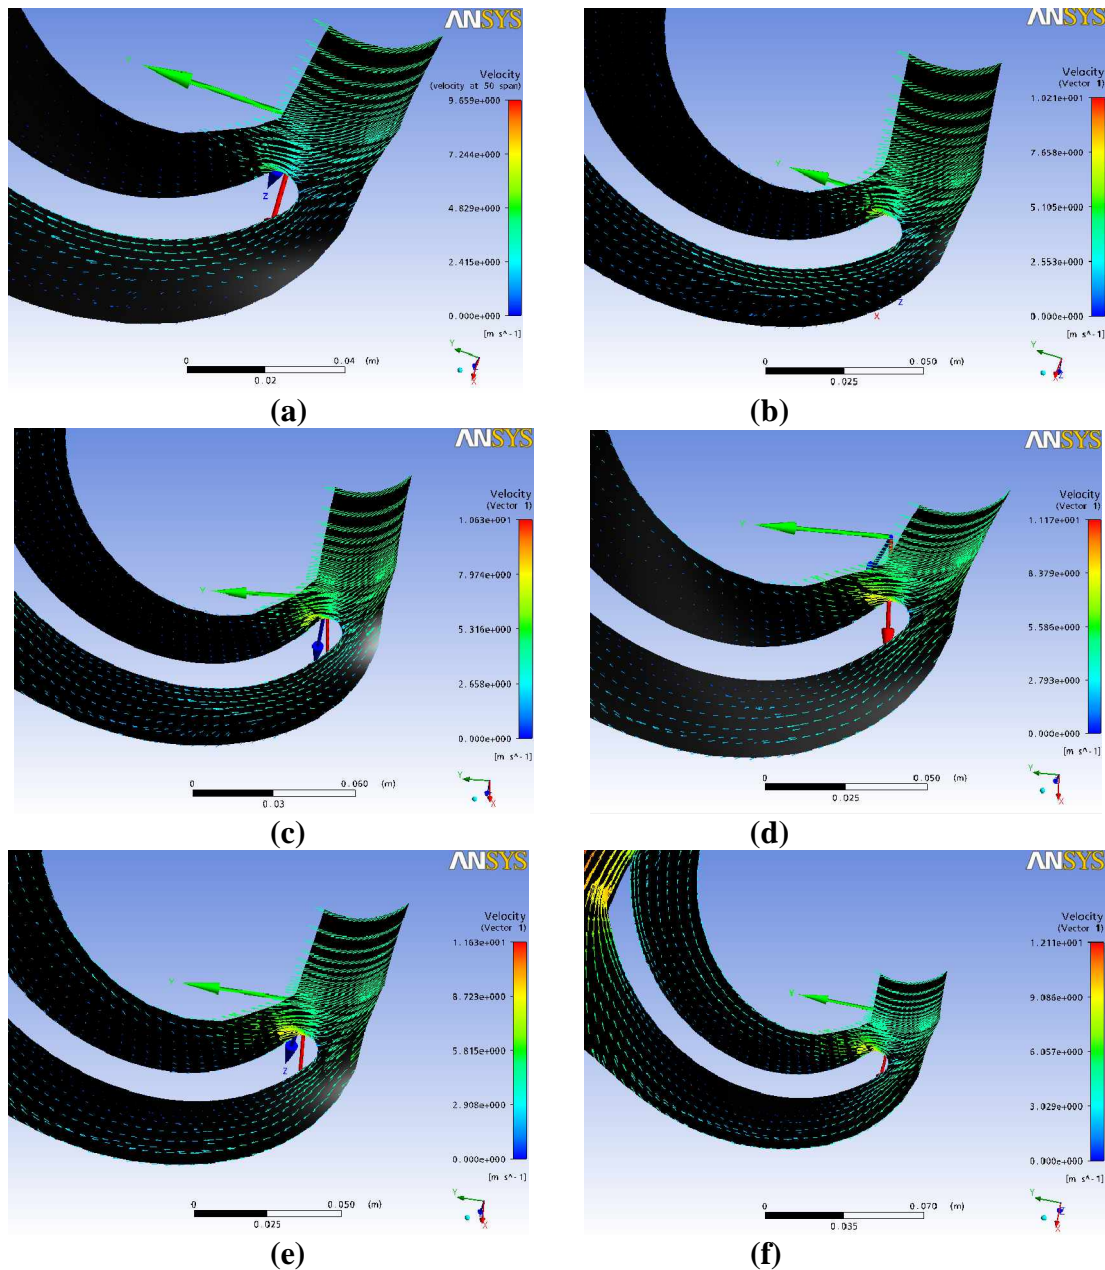 ANSYS
Velocity
(velocity at 50 span)
9.659e+000
7.244e+000
4.829e+000
2.415e+000
0.000e+000
[m s^-1]
Y
Z
0 0.04 (m)
0.02
Y
X
(a)
ANSYS
Velocity
(Vector 1)
1.021e+001
7.658e+000
5.105e+000
2.553e+000
0.000e+000
[m s^-1]
Y
Z
X
0 0.050 (m)
0.025
Y
X Z
(b)
ANSYS
Velocity
(Vector 1)
1.063e+001
7.974e+000
5.316e+000
2.658e+000
0.000e+000
[m s^-1]
Y
0 0.060 (m)
0.03
Y
X
(c)
ANSYS
Velocity
(Vector 1)
1.117e+001
8.379e+000
5.586e+000
2.793e+000
0.000e+000
[m s^-1]
Y
0 0.050 (m)
0.025
Y
X
(d)
ANSYS
Velocity
(Vector 1)
1.163e+001
8.723e+000
5.815e+000
2.908e+000
0.000e+000
[m s^-1]
Y
Z
0 0.050 (m)
0.025
Y
X
(e)
ANSYS
Velocity
(Vector 1)
1.211e+001
9.086e+000
6.057e+000
3.029e+000
0.000e+000
[m s^-1]
Y
0 0.070 (m)
0.035
Y
Z
X
(f)